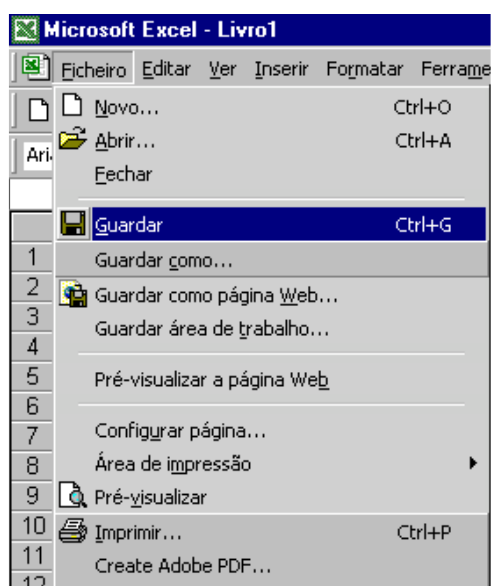 Microsoft Excel - Livro1
Ficheiro Editar Ver Inserir Formatar Ferrame
Novo... Ctrl+O
Abrir... Ctrl+A
Ari
Fechar
Guardar Ctrl+G
1 Guardar como...
2 Guardar como página Web...
3 Guardar área de trabalho...
4
5 Pré-visualizar a página Web
6
7 Configurar página...
8 Área de impressão
9 Pré-visualizar
10 Imprimir... Ctrl+P
11 Create Adobe PDF...
12